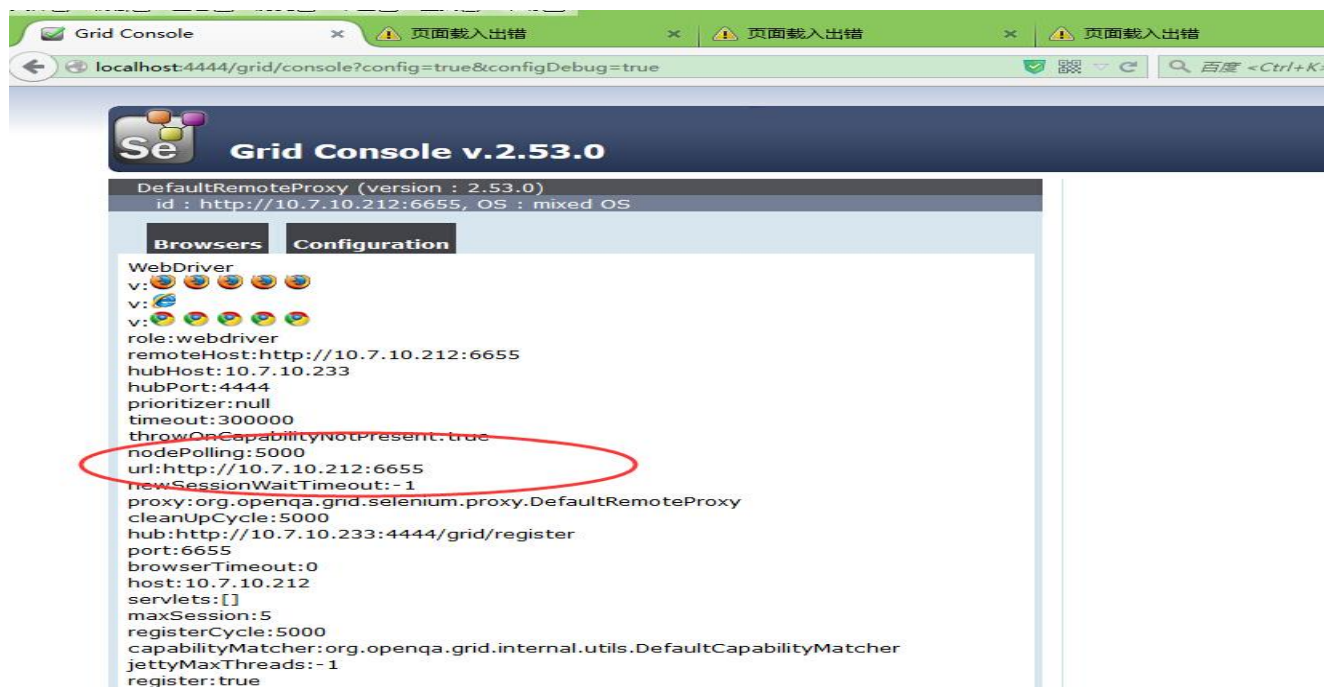 Grid Console
页面载入出错
页面载入出错
页面载入出错
localhost:4444/grid/console?config=true&configDebug=true
百度 <Ctrl+K>
Se
Grid Console v.2.53.0
DefaultRemoteProxy (version : 2.53.0)
id : http://10.7.10.212:6655, OS : mixed OS
Browsers Configuration
WebDriver
v:
v:
v:
role:webdriver
remoteHost:http://10.7.10.212:6655
hubHost:10.7.10.233
hubPort:4444
prioritizer:null
timeout:300000
throwOnCapabilityNotPresent:true
nodePolling:5000
url:http://10.7.10.212:6655
newSessionWaitTimeout:-1
proxy:org.openqa.grid.selenium.proxy.DefaultRemoteProxy
cleanUpCycle:5000
hub:http://10.7.10.233:4444/grid/register
port:6655
browserTimeout:0
host:10.7.10.212
servlets:[]
maxSession:5
registerCycle:5000
capabilityMatcher:org.openqa.grid.internal.utils.DefaultCapabilityMatcher
jettyMaxThreads:-1
register:true